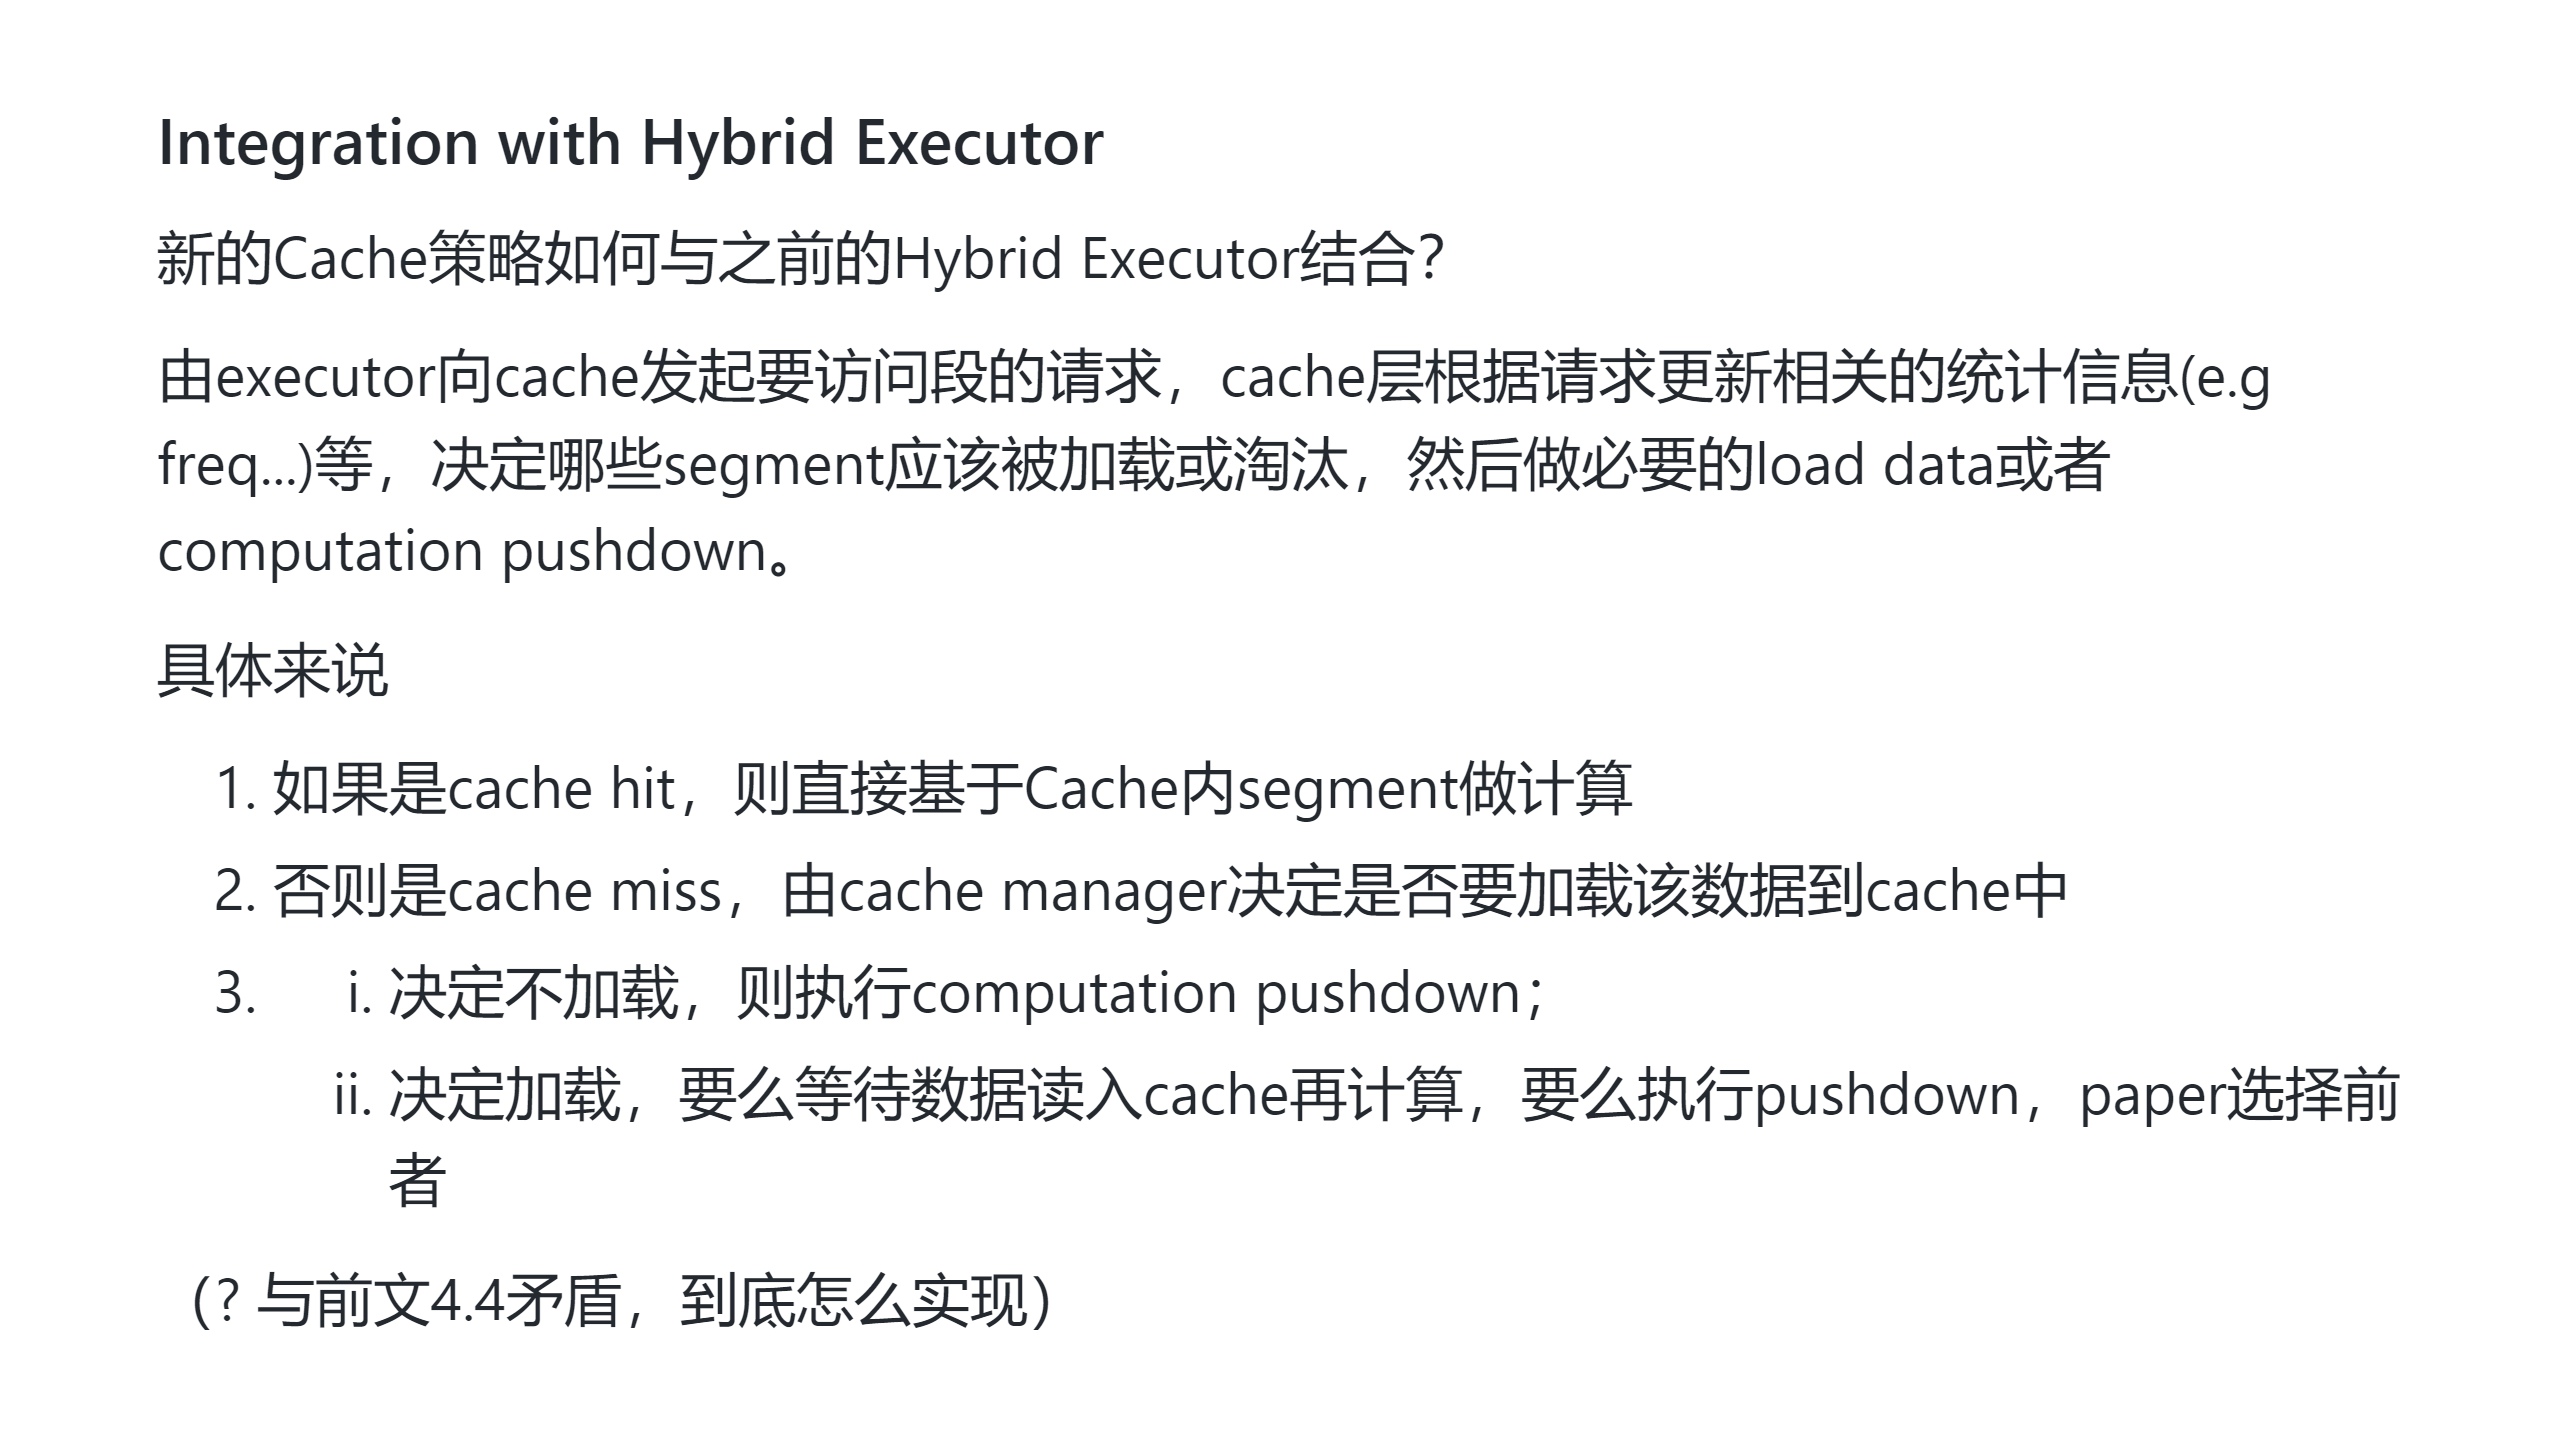 Integration with Hybrid Executor
新的Cache策略如何与之前的Hybrid Executor结合？
由executor向cache发起要访问段的请求，cache层根据请求更新相关的统计信息(e.g
freq...)等，决定哪些segment应该被加载或淘汰，然后做必要的load data或者
computation pushdown。
具体来说
1. 如果是cache hit，则直接基于Cache内segment做计算
2. 否则是cache miss，由cache manager决定是否要加载该数据到cache中
3. i. 决定不加载，则执行computation pushdown；
ii. 决定加载，要么等待数据读入cache再计算，要么执行pushdown，paper选择前
者
（? 与前文4.4矛盾，到底怎么实现）